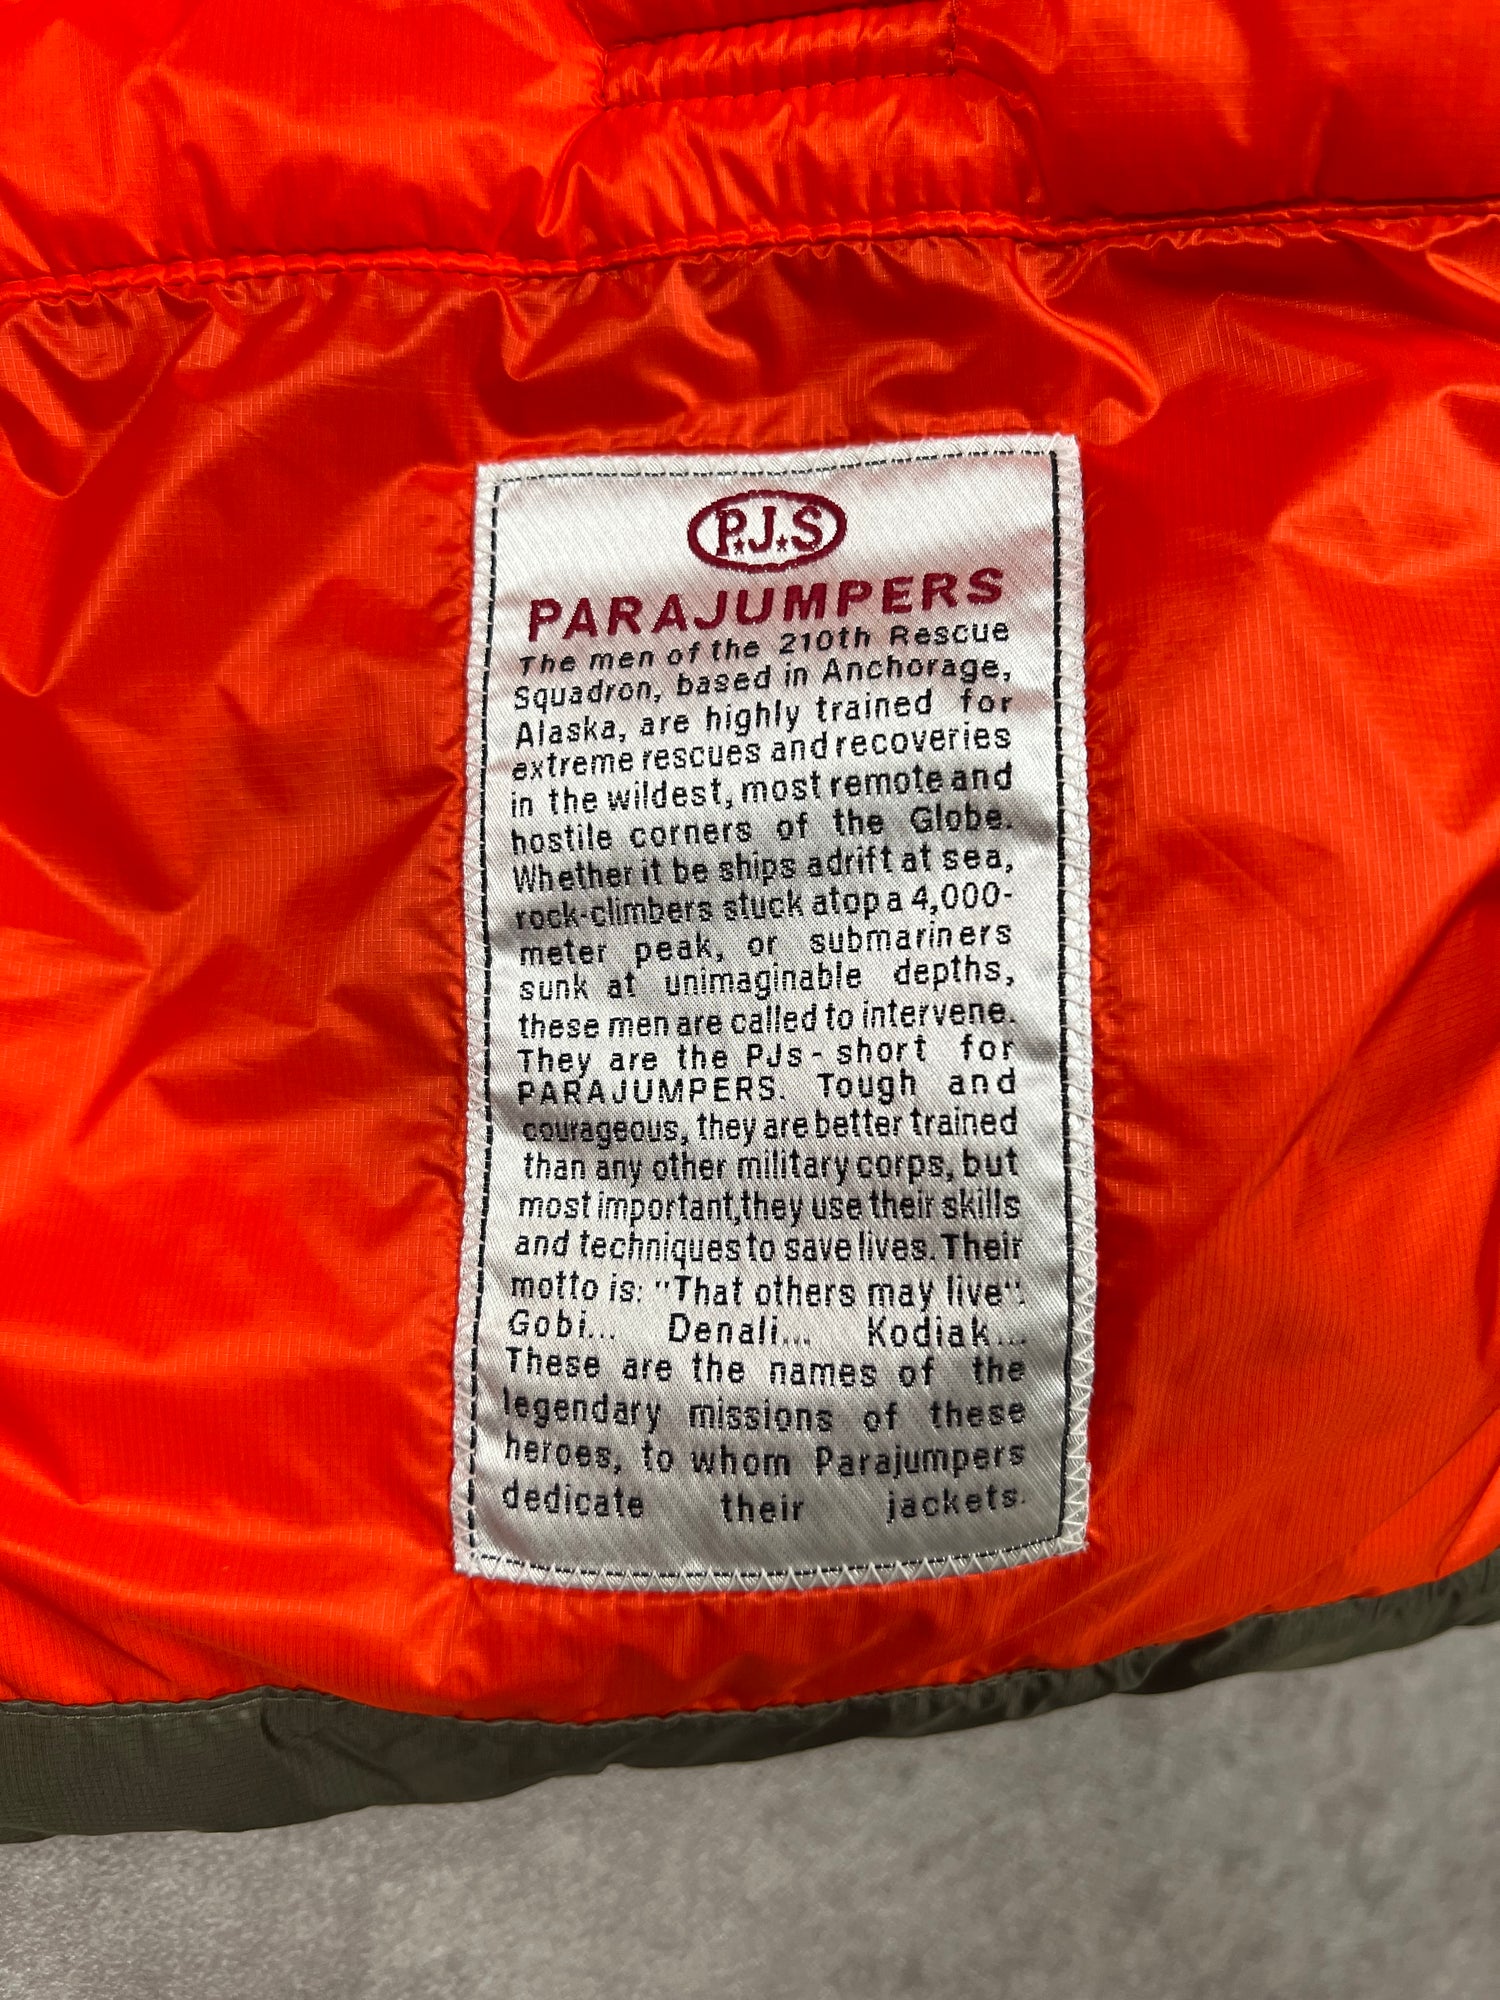 P.J.S
PARAJUMPERS
The men of the 210th Rescue
Squadron, based in Anchorage,
Alaska, are highly trained for
extreme rescues and recoveries
in the wildest, most remote and
hostile corners of the Globe.
Whether it be ships adrift at sea,
rock-climbers stuck atop a 4,000-
meter peak, or submariners
sunk at unimaginable depths,
these men are called to intervene.
They are the PJs - short for
PARAJUMPERS. Tough and
courageous, they are better trained
than any other military corps, but
most important,they use their skills
and techniques to save lives. Their
motto is: "That others may live".
Gobi... Denali... Kodiak...
These are the names of the
legendary missions of these
heroes, to whom Parajumpers
dedicate their jackets.